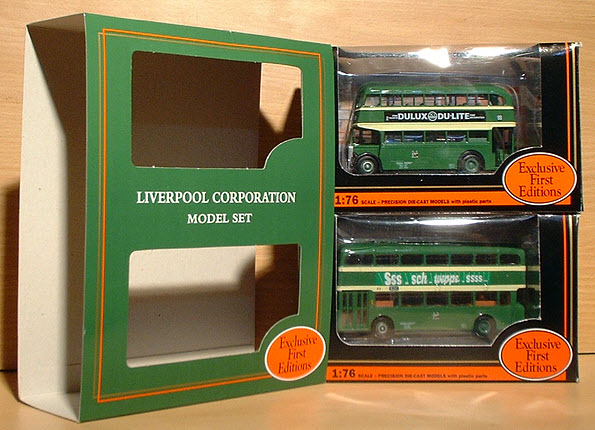 LIVERPOOL CORPORATION
MODEL SET
Exclusive
First
Editions
DULUX DU-LITE
1:76 SCALE - PRECISION DIE-CAST MODELS with plastic parts
Exclusive
First
Editions
Sss . sch . weppe . ssss .
1:76 SCALE - PRECISION DIE-CAST MODELS with plastic parts
Exclusive
First
Editions